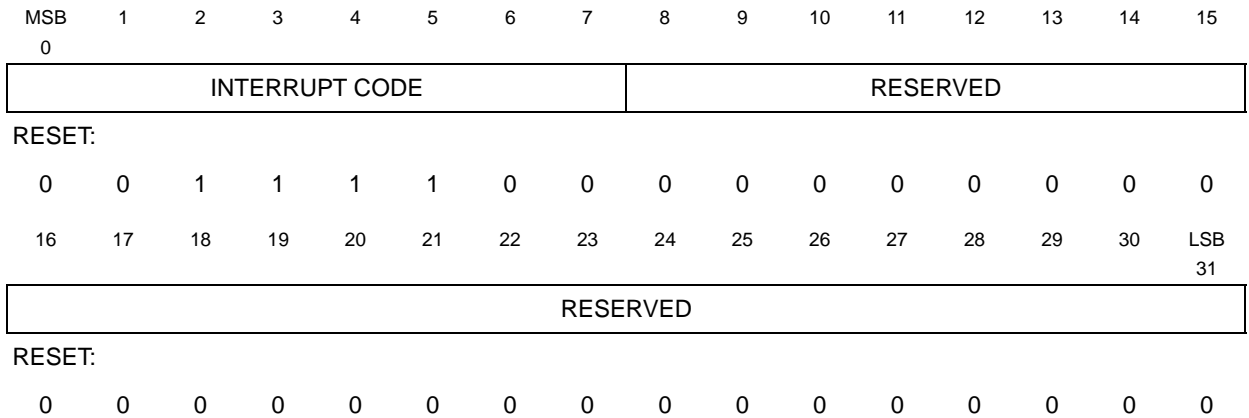 MSB 1 2 3 4 5 6 7 8 9 10 11 12 13 14 15
0
INTERRUPT CODE RESERVED
RESET:
0 0 1 1 1 1 0 0 0 0 0 0 0 0 0 0
16 17 18 19 20 21 22 23 24 25 26 27 28 29 30 LSB
31
RESERVED
RESET:
0 0 0 0 0 0 0 0 0 0 0 0 0 0 0 0